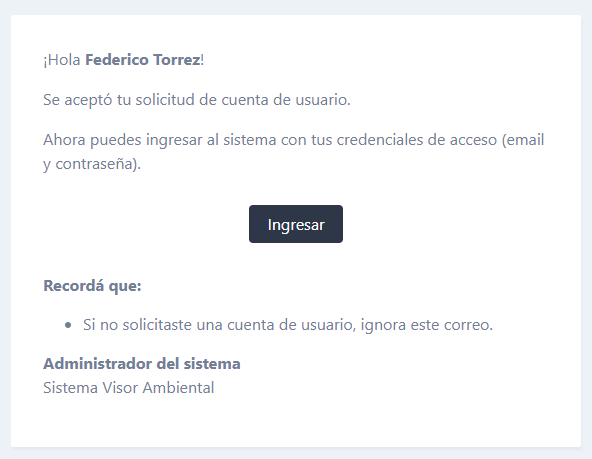 ¡Hola Federico Torrez!
Se aceptó tu solicitud de cuenta de usuario.
Ahora puedes ingresar al sistema con tus credenciales de acceso (email
y contraseña).
Ingresar
Recordá que:
• Si no solicitaste una cuenta de usuario, ignora este correo.
Administrador del sistema
Sistema Visor Ambiental